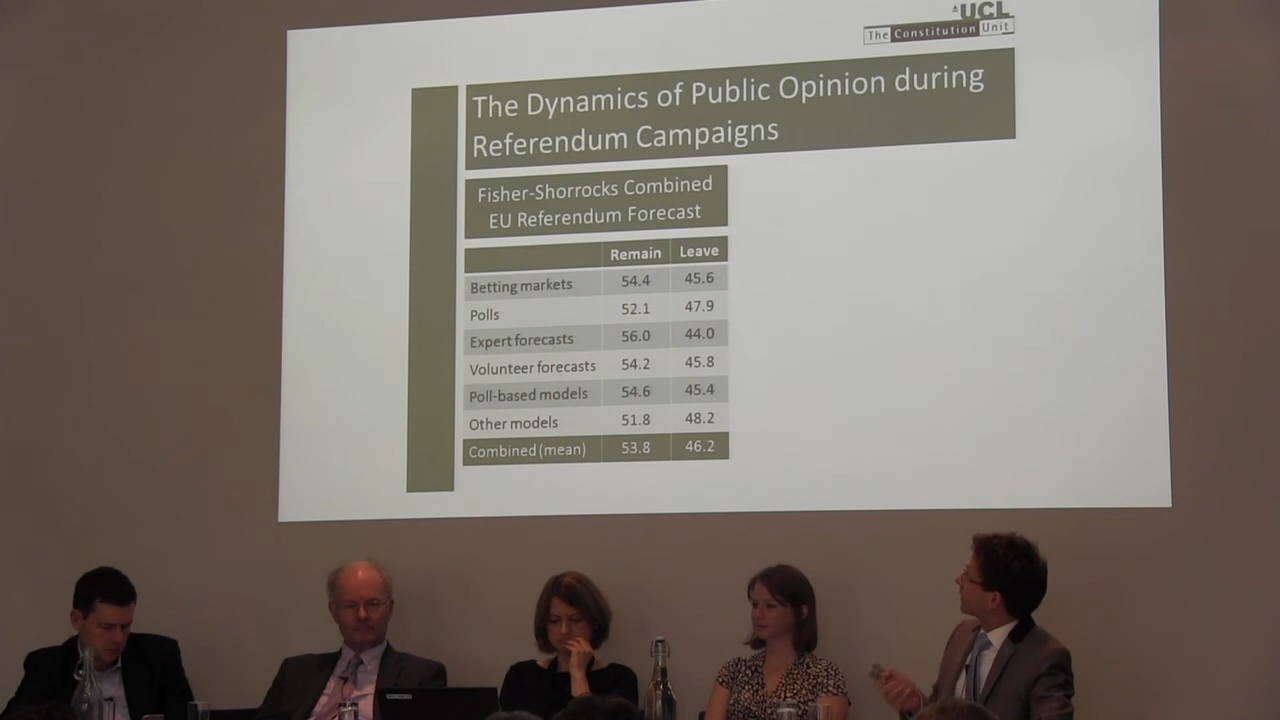 UCL
The Constitution Unit
The Dynamics of Public Opinion during
Referendum Campaigns
Fisher-Shorrocks Combined
EU Referendum Forecast
Remain Leave
Betting markets 54.4 45.6
Polls 52.1 47.9
Expert forecasts 56.0 44.0
Volunteer forecasts 54.2 45.8
Poll-based models 54.6 45.4
Other models 51.8 48.2
Combined (mean) 53.8 46.2